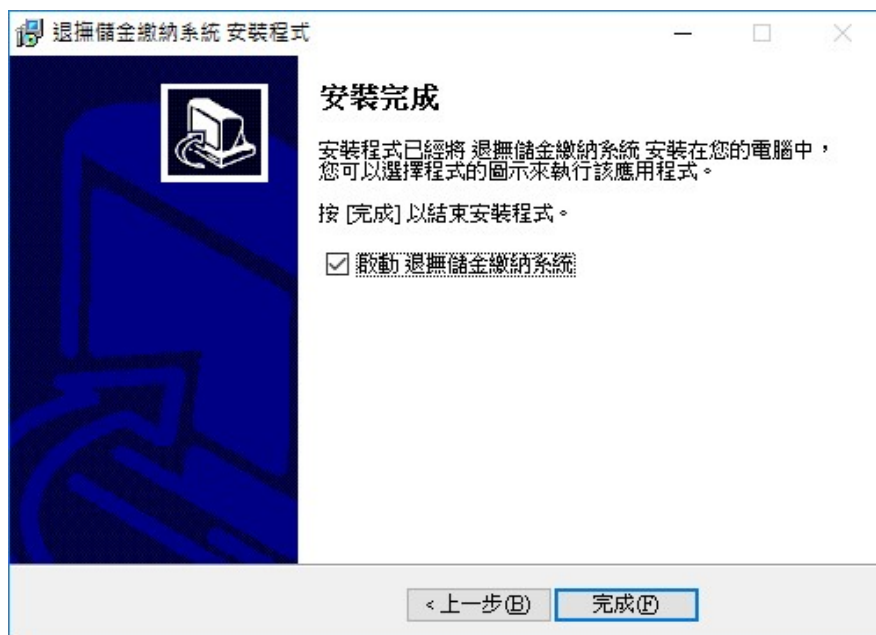 退撫儲金繳納系統 安裝程式
安裝完成
安裝程式已經將 退撫儲金繳納系統 安裝在您的電腦中，
您可以選擇程式的圖示來執行該應用程式。
按 [完成] 以結束安裝程式。
啟動 退撫儲金繳納系統
< 上一步(B)
完成(F)